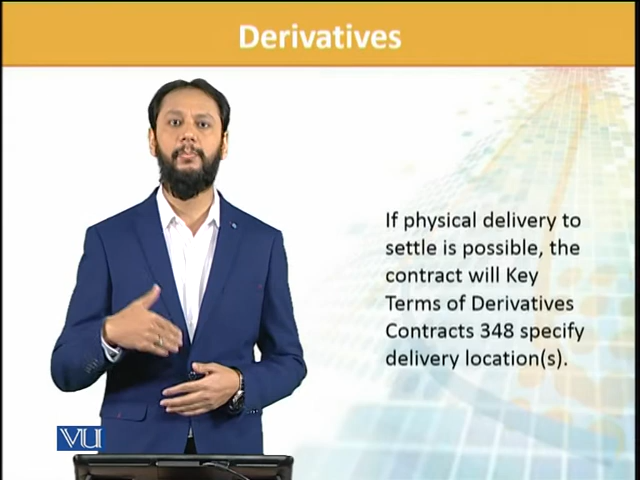 Derivatives
If physical delivery to
settle is possible, the
contract will Key
Terms of Derivatives
Contracts 348 specify
delivery location(s).
VU